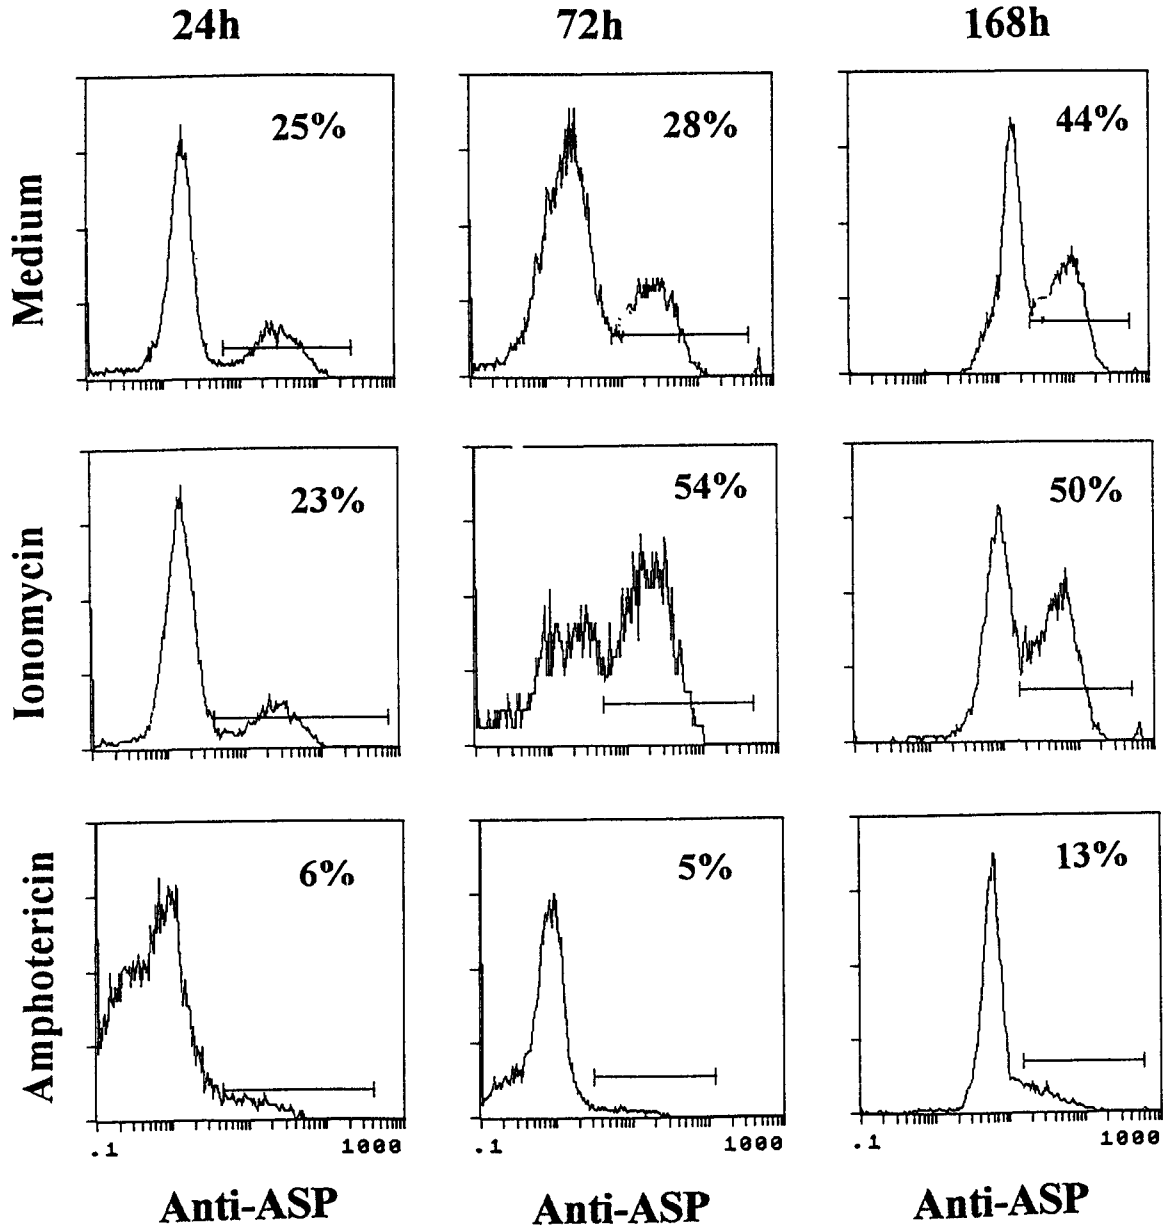 24h 72h 168h
Medium 25% 28% 44%
Ionomycin 23% 54% 50%
Amphotericin 6% 5% 13%
.1 1000 .1 1000 .1 1000
Anti-ASP Anti-ASP Anti-ASP